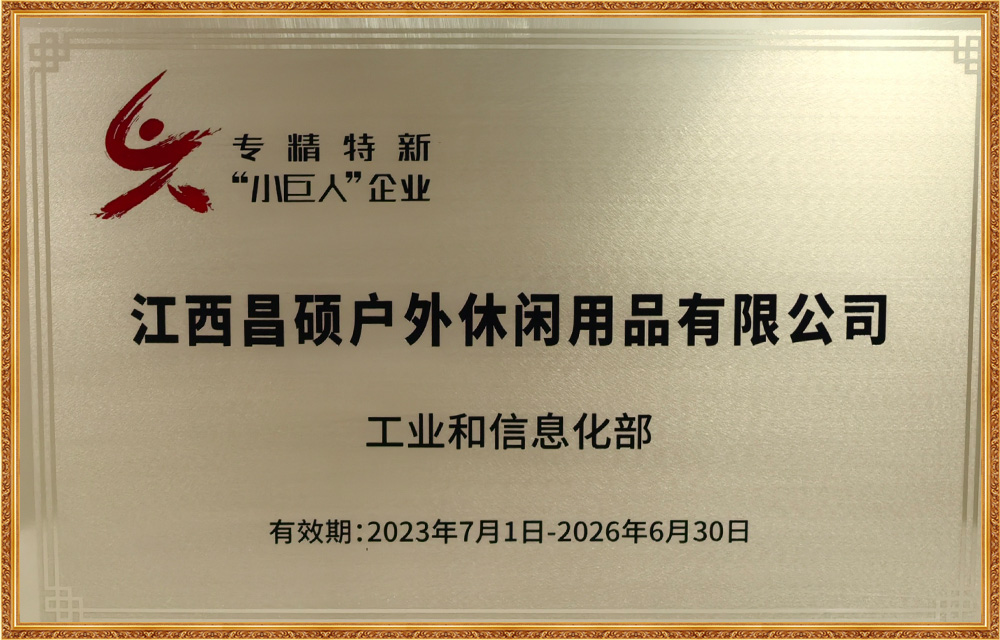 专精特新
“小巨人”企业
江西昌硕户外休闲用品有限公司
工业和信息化部
有效期:2023年7月1日-2026年6月30日